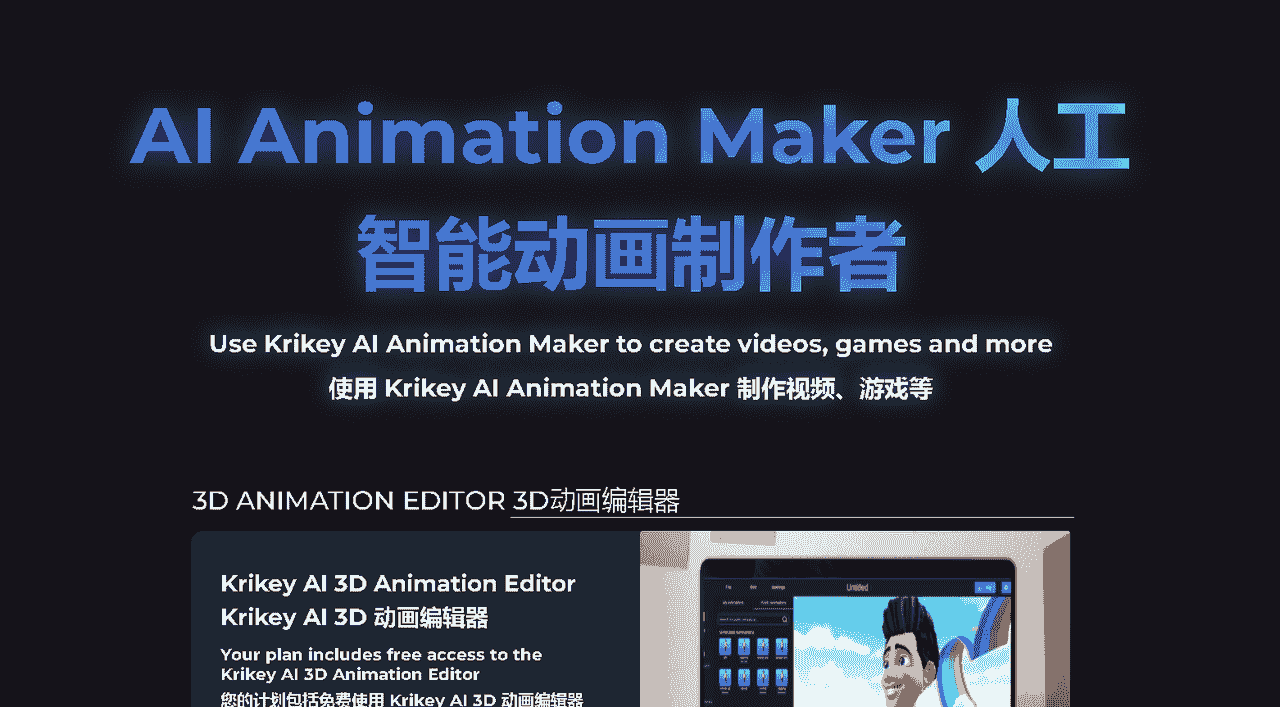 AI Animation Maker 人工
智能动画制作者
Use Krikey AI Animation Maker to create videos, games and more
使用 Krikey AI Animation Maker 制作视频、游戏等
3D ANIMATION EDITOR 3D动画编辑器
Krikey AI 3D Animation Editor
Krikey AI 3D 动画编辑器
Your plan includes free access to the
Krikey AI 3D Animation Editor
您的计划包括免费使用 Krikey AI 3D 动画编辑器
Untitled